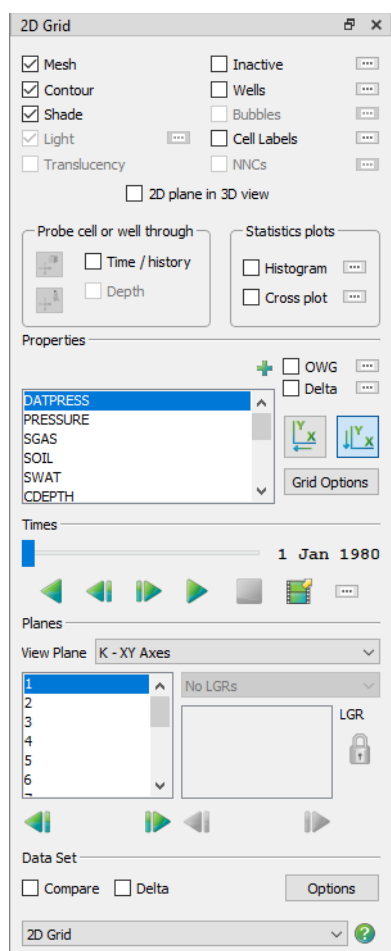 2D Grid
Mesh Inactive
Contour Wells
Shade Bubbles
Light Cell Labels
Translucency NNCs
2D plane in 3D view
Probe cell or well through Statistics plots
Time / history Histogram
Depth Cross plot
Properties
OWG
Delta
DATPRESS
PRESSURE
SGAS
SOIL
SWAT
CDEPTH
Y X Y X
Grid Options
Times
1 Jan 1980
Planes
View Plane K - XY Axes
1 No LGRs
2 LGR
3
4
5
6
7
Data Set
Compare Delta Options
2D Grid